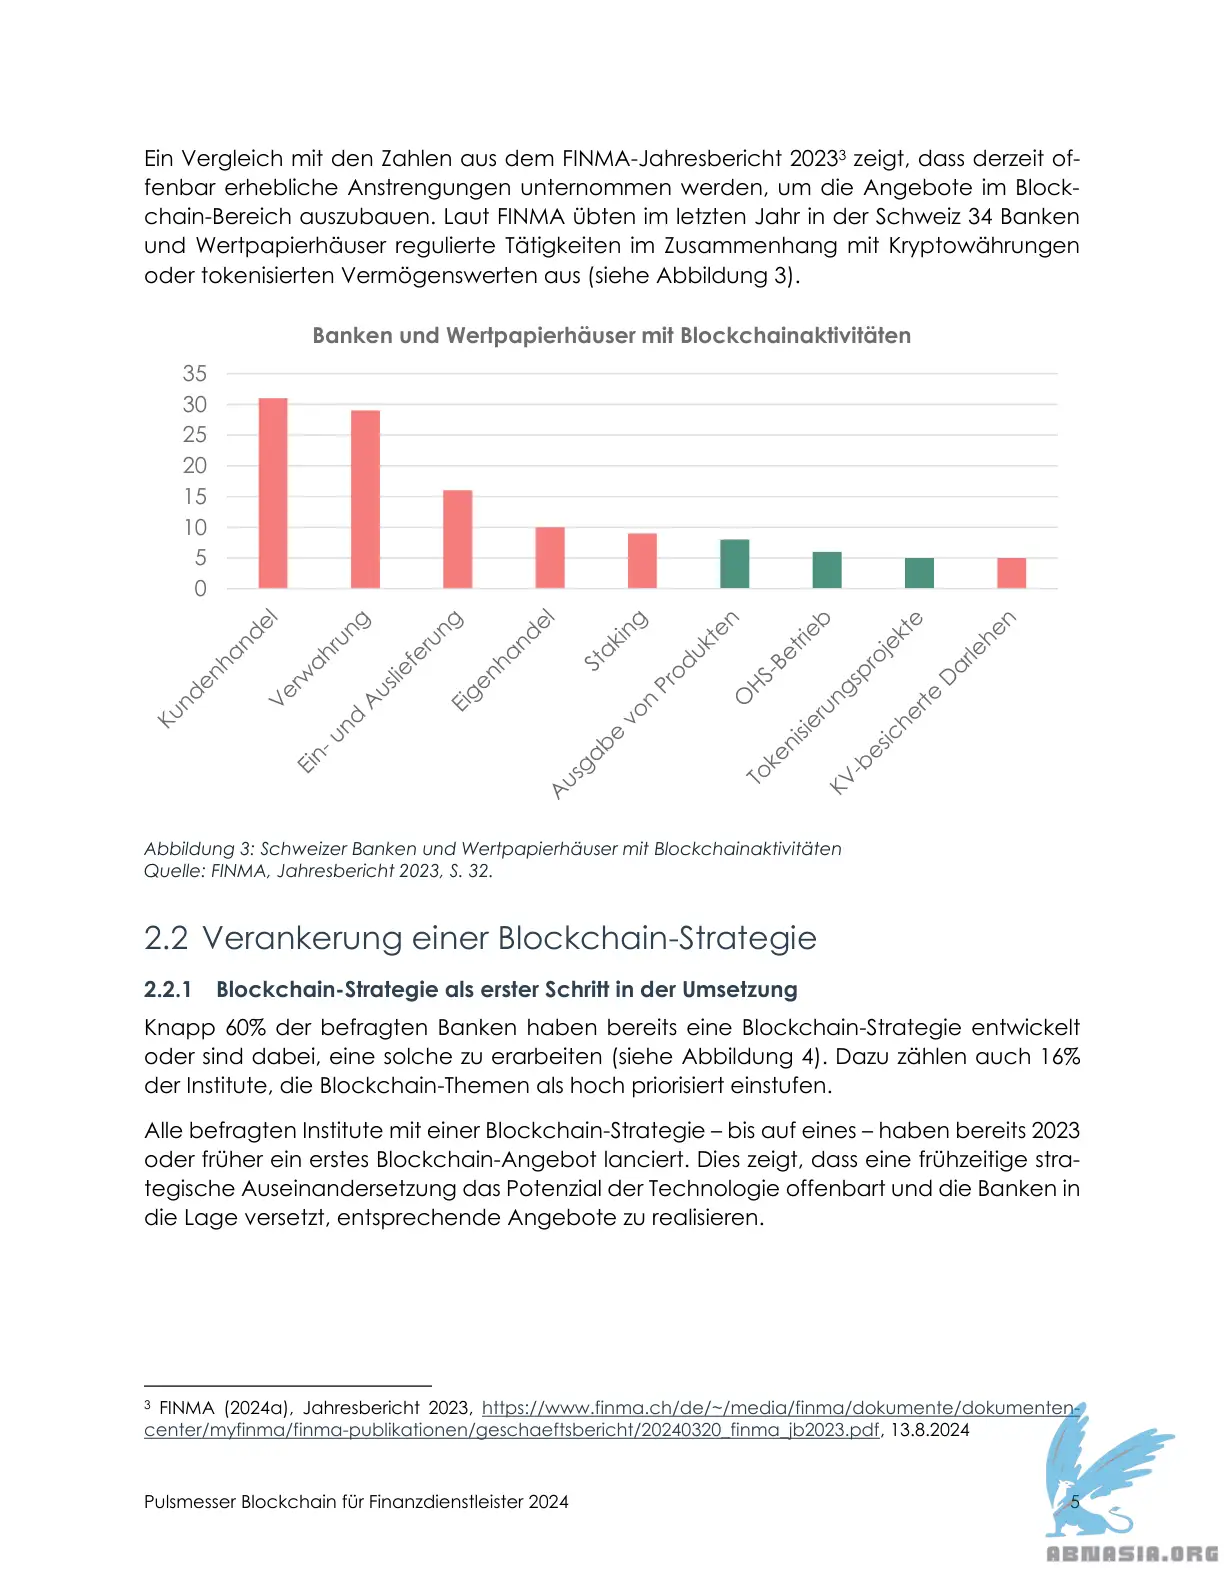 Ein Vergleich mit den Zahlen aus dem FINMA-Jahresbericht 2023³ zeigt, dass derzeit of-
fenbar erhebliche Anstrengungen unternommen werden, um die Angebote im Block-
chain-Bereich auszubauen. Laut FINMA übten im letzten Jahr in der Schweiz 34 Banken
und Wertpapierhäuser regulierte Tätigkeiten im Zusammenhang mit Kryptowährungen
oder tokenisierten Vermögenswerten aus (siehe Abbildung 3).
Banken und Wertpapierhäuser mit Blockchainaktivitäten
35
30
25
20
15
10
5
0
Kundenhandel
Verwahrung
Ein- und Auslieferung
Eigenhandel
Staking
Ausgabe von Produkten
OHS-Betrieb
Tokenisierungsprojekte
KV-besicherte Darlehen
Abbildung 3: Schweizer Banken und Wertpapierhäuser mit Blockchainaktivitäten
Quelle: FINMA, Jahresbericht 2023, S. 32.
2.2 Verankerung einer Blockchain-Strategie
2.2.1 Blockchain-Strategie als erster Schritt in der Umsetzung
Knapp 60% der befragten Banken haben bereits eine Blockchain-Strategie entwickelt
oder sind dabei, eine solche zu erarbeiten (siehe Abbildung 4). Dazu zählen auch 16%
der Institute, die Blockchain-Themen als hoch priorisiert einstufen.
Alle befragten Institute mit einer Blockchain-Strategie – bis auf eines – haben bereits 2023
oder früher ein erstes Blockchain-Angebot lanciert. Dies zeigt, dass eine frühzeitige stra-
tegische Auseinandersetzung das Potenzial der Technologie offenbart und die Banken in
die Lage versetzt, entsprechende Angebote zu realisieren.
³ FINMA (2024a), Jahresbericht 2023, https://www.finma.ch/de/~/media/finma/dokumente/dokumenten-
center/myfinma/finma-publikationen/geschaeftsbericht/20240320_finma_jb2023.pdf, 13.8.2024
Pulsmesser Blockchain für Finanzdienstleister 2024 5
ABNASIA.ORG